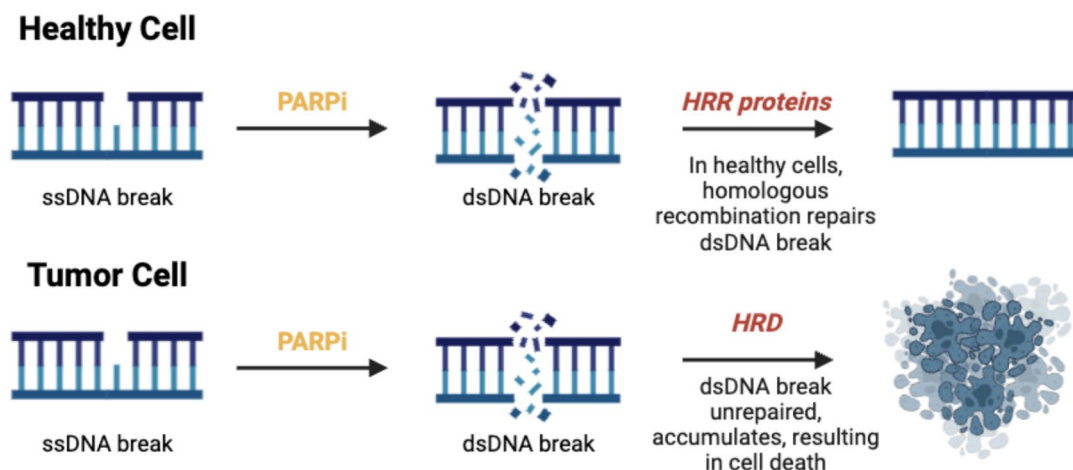 Healthy Cell
PARPi
HRR proteins
ssDNA break
dsDNA break
In healthy cells,
homologous
recombination repairs
dsDNA break
Tumor Cell
PARPi
HRD
ssDNA break
dsDNA break
dsDNA break
unrepaired,
accumulates, resulting
in cell death